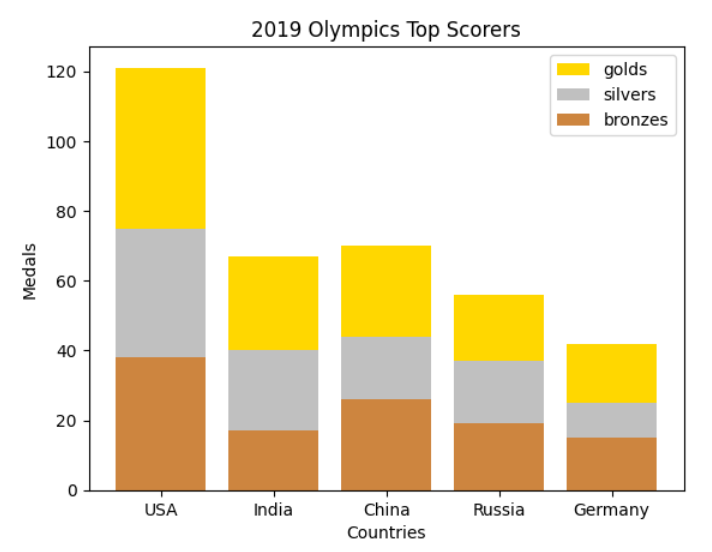 2019 Olympics Top Scorers
golds
silvers
bronzes
120
100
80
60
40
20
0
Medals
USA India China Russia Germany
Countries